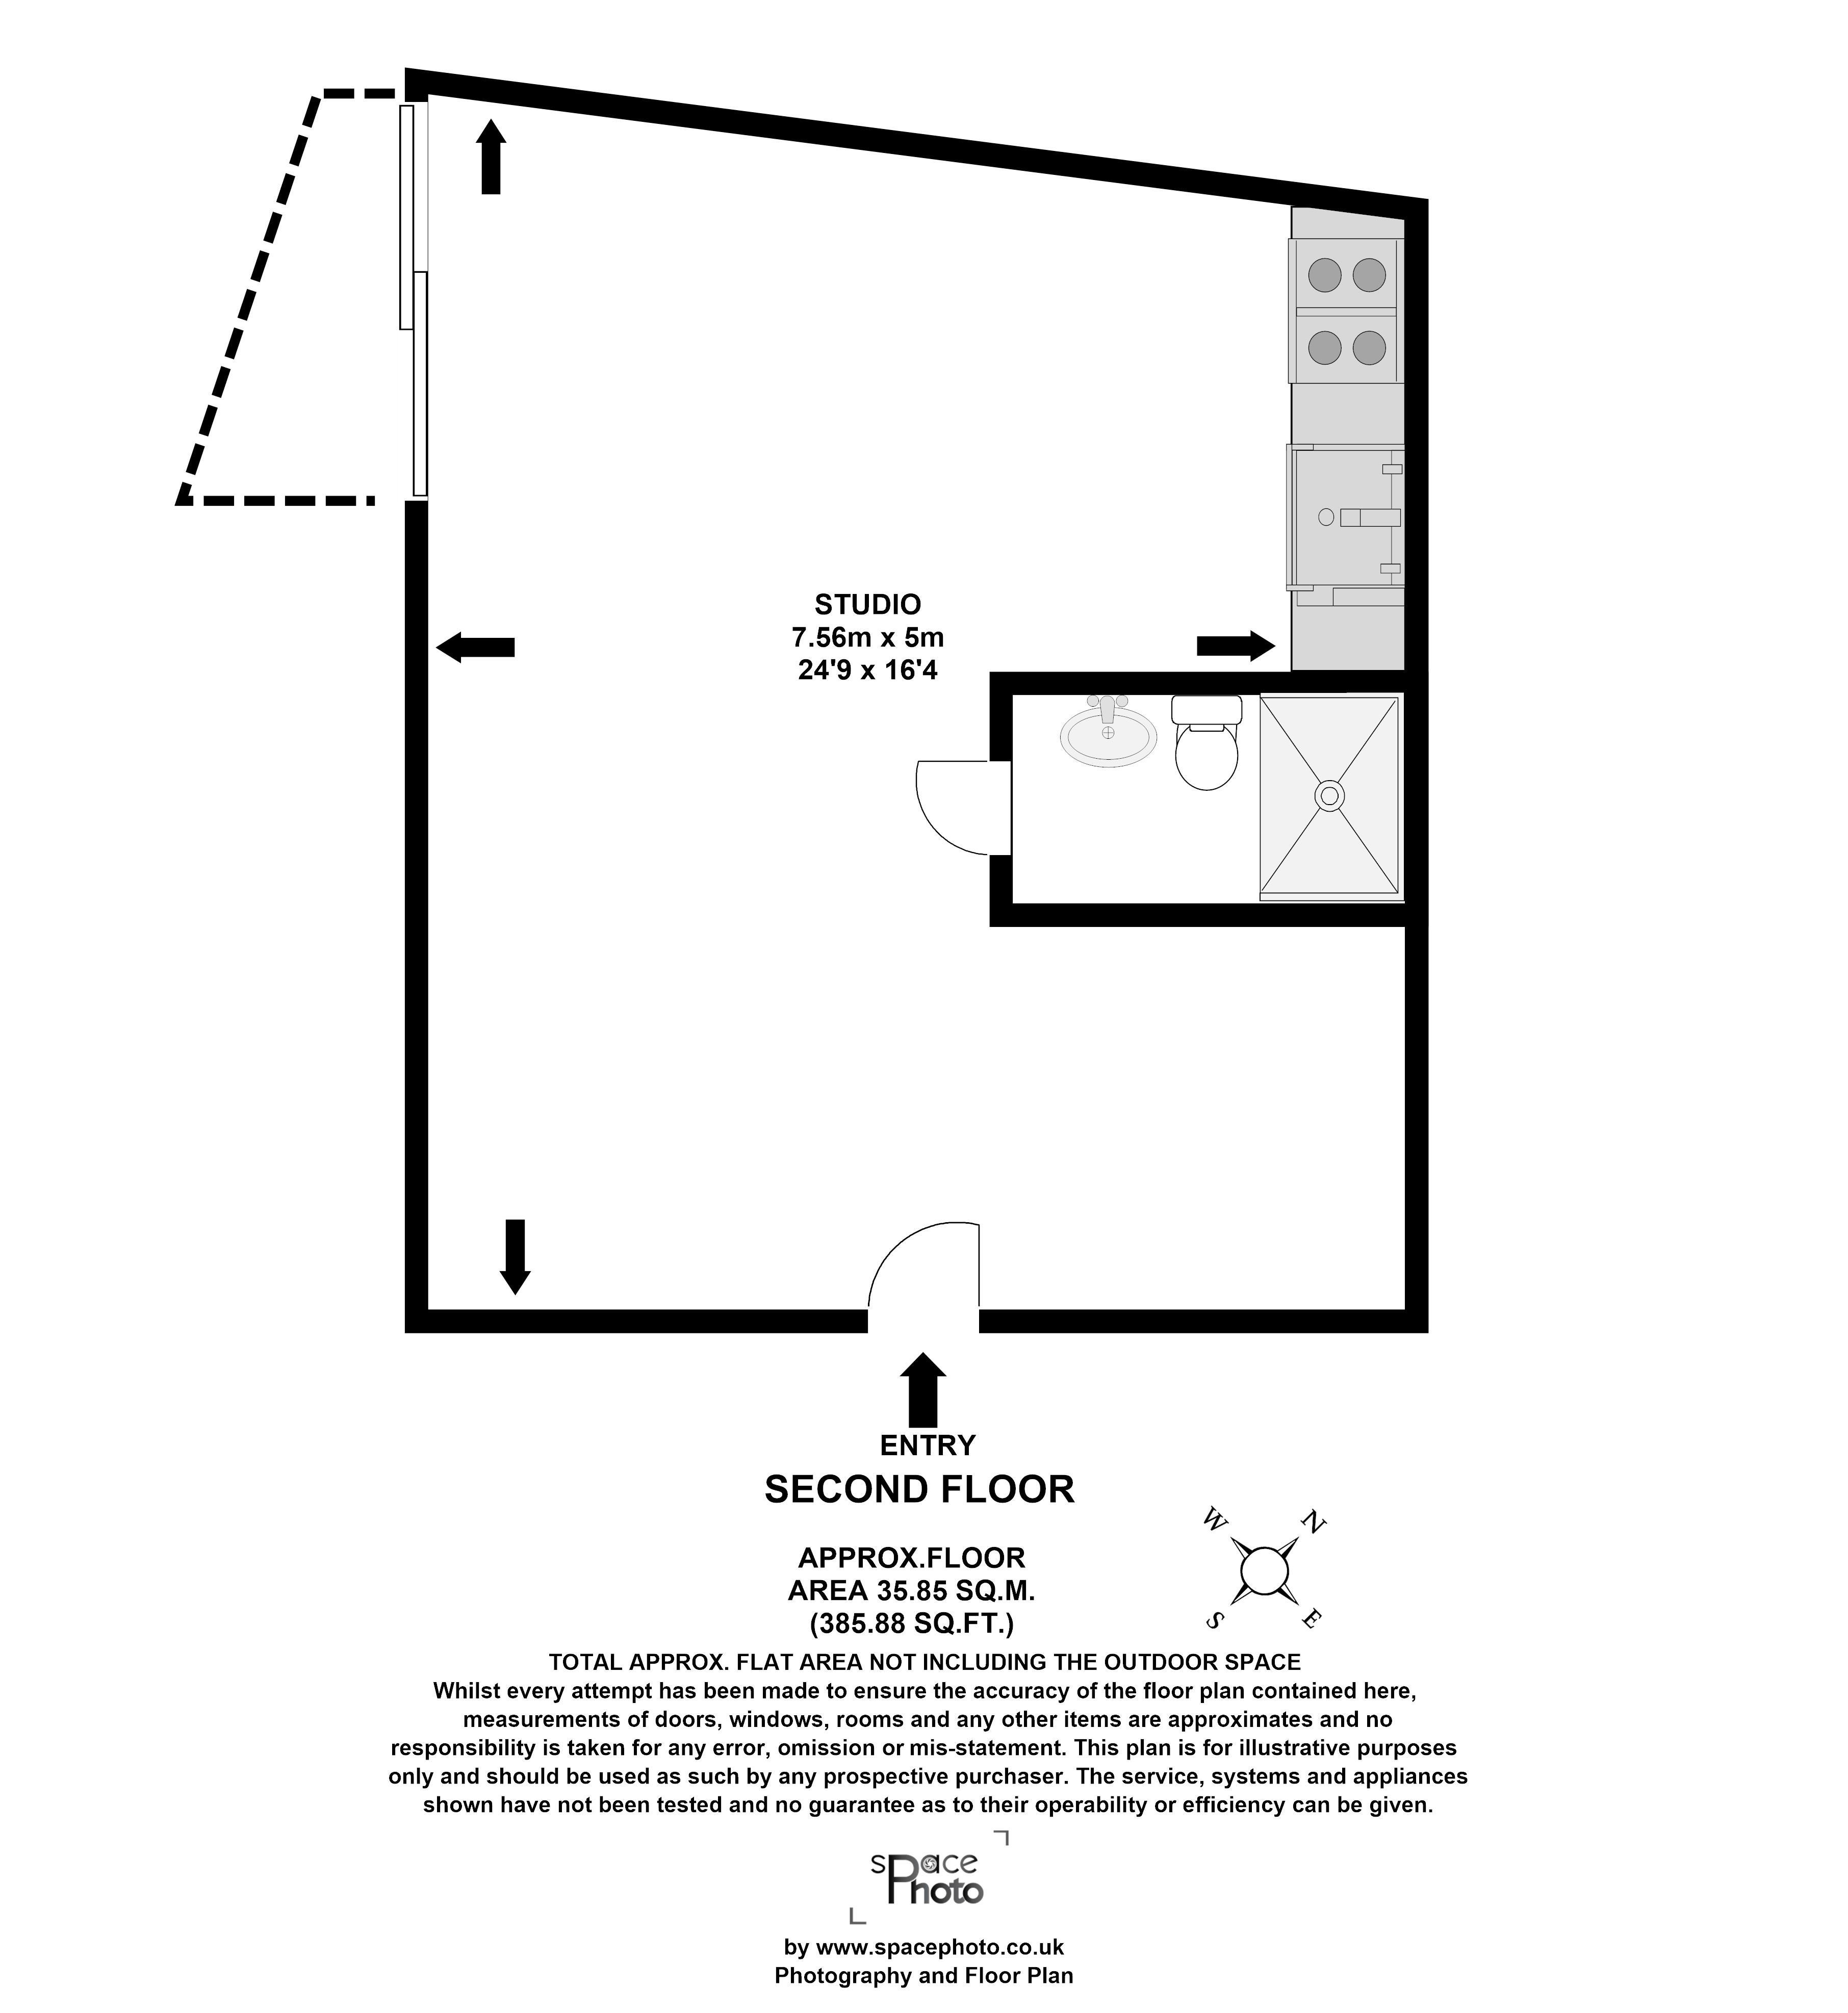 STUDIO
7.56m x 5m
24'9 x 16'4
ENTRY
SECOND FLOOR
W
N
S
E
APPROX.FLOOR
AREA 35.85 SQ.M.
(385.88 SQ.FT.)
TOTAL APPROX. FLAT AREA NOT INCLUDING THE OUTDOOR SPACE
Whilst every attempt has been made to ensure the accuracy of the floor plan contained here,
measurements of doors, windows, rooms and any other items are approximates and no
responsibility is taken for any error, omission or mis-statement. This plan is for illustrative purposes
only and should be used as such by any prospective purchaser. The service, systems and appliances
shown have not been tested and no guarantee as to their operability or efficiency can be given.
space
Photo
by www.spacephoto.co.uk
Photography and Floor Plan